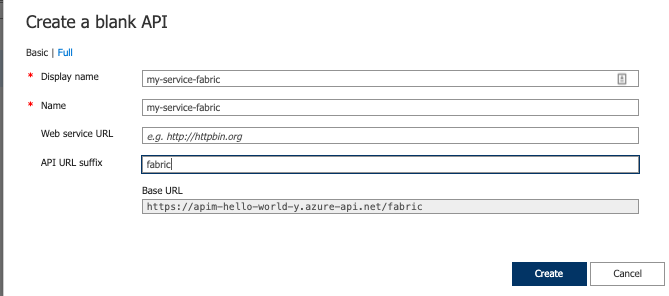 Create a blank API
Basic | Full
* Display name my-service-fabric
* Name my-service-fabric
Web service URL e.g. http://httpbin.org
API URL suffix fabric
Base URL
https://apim-hello-world-y.azure-api.net/fabric
Create Cancel